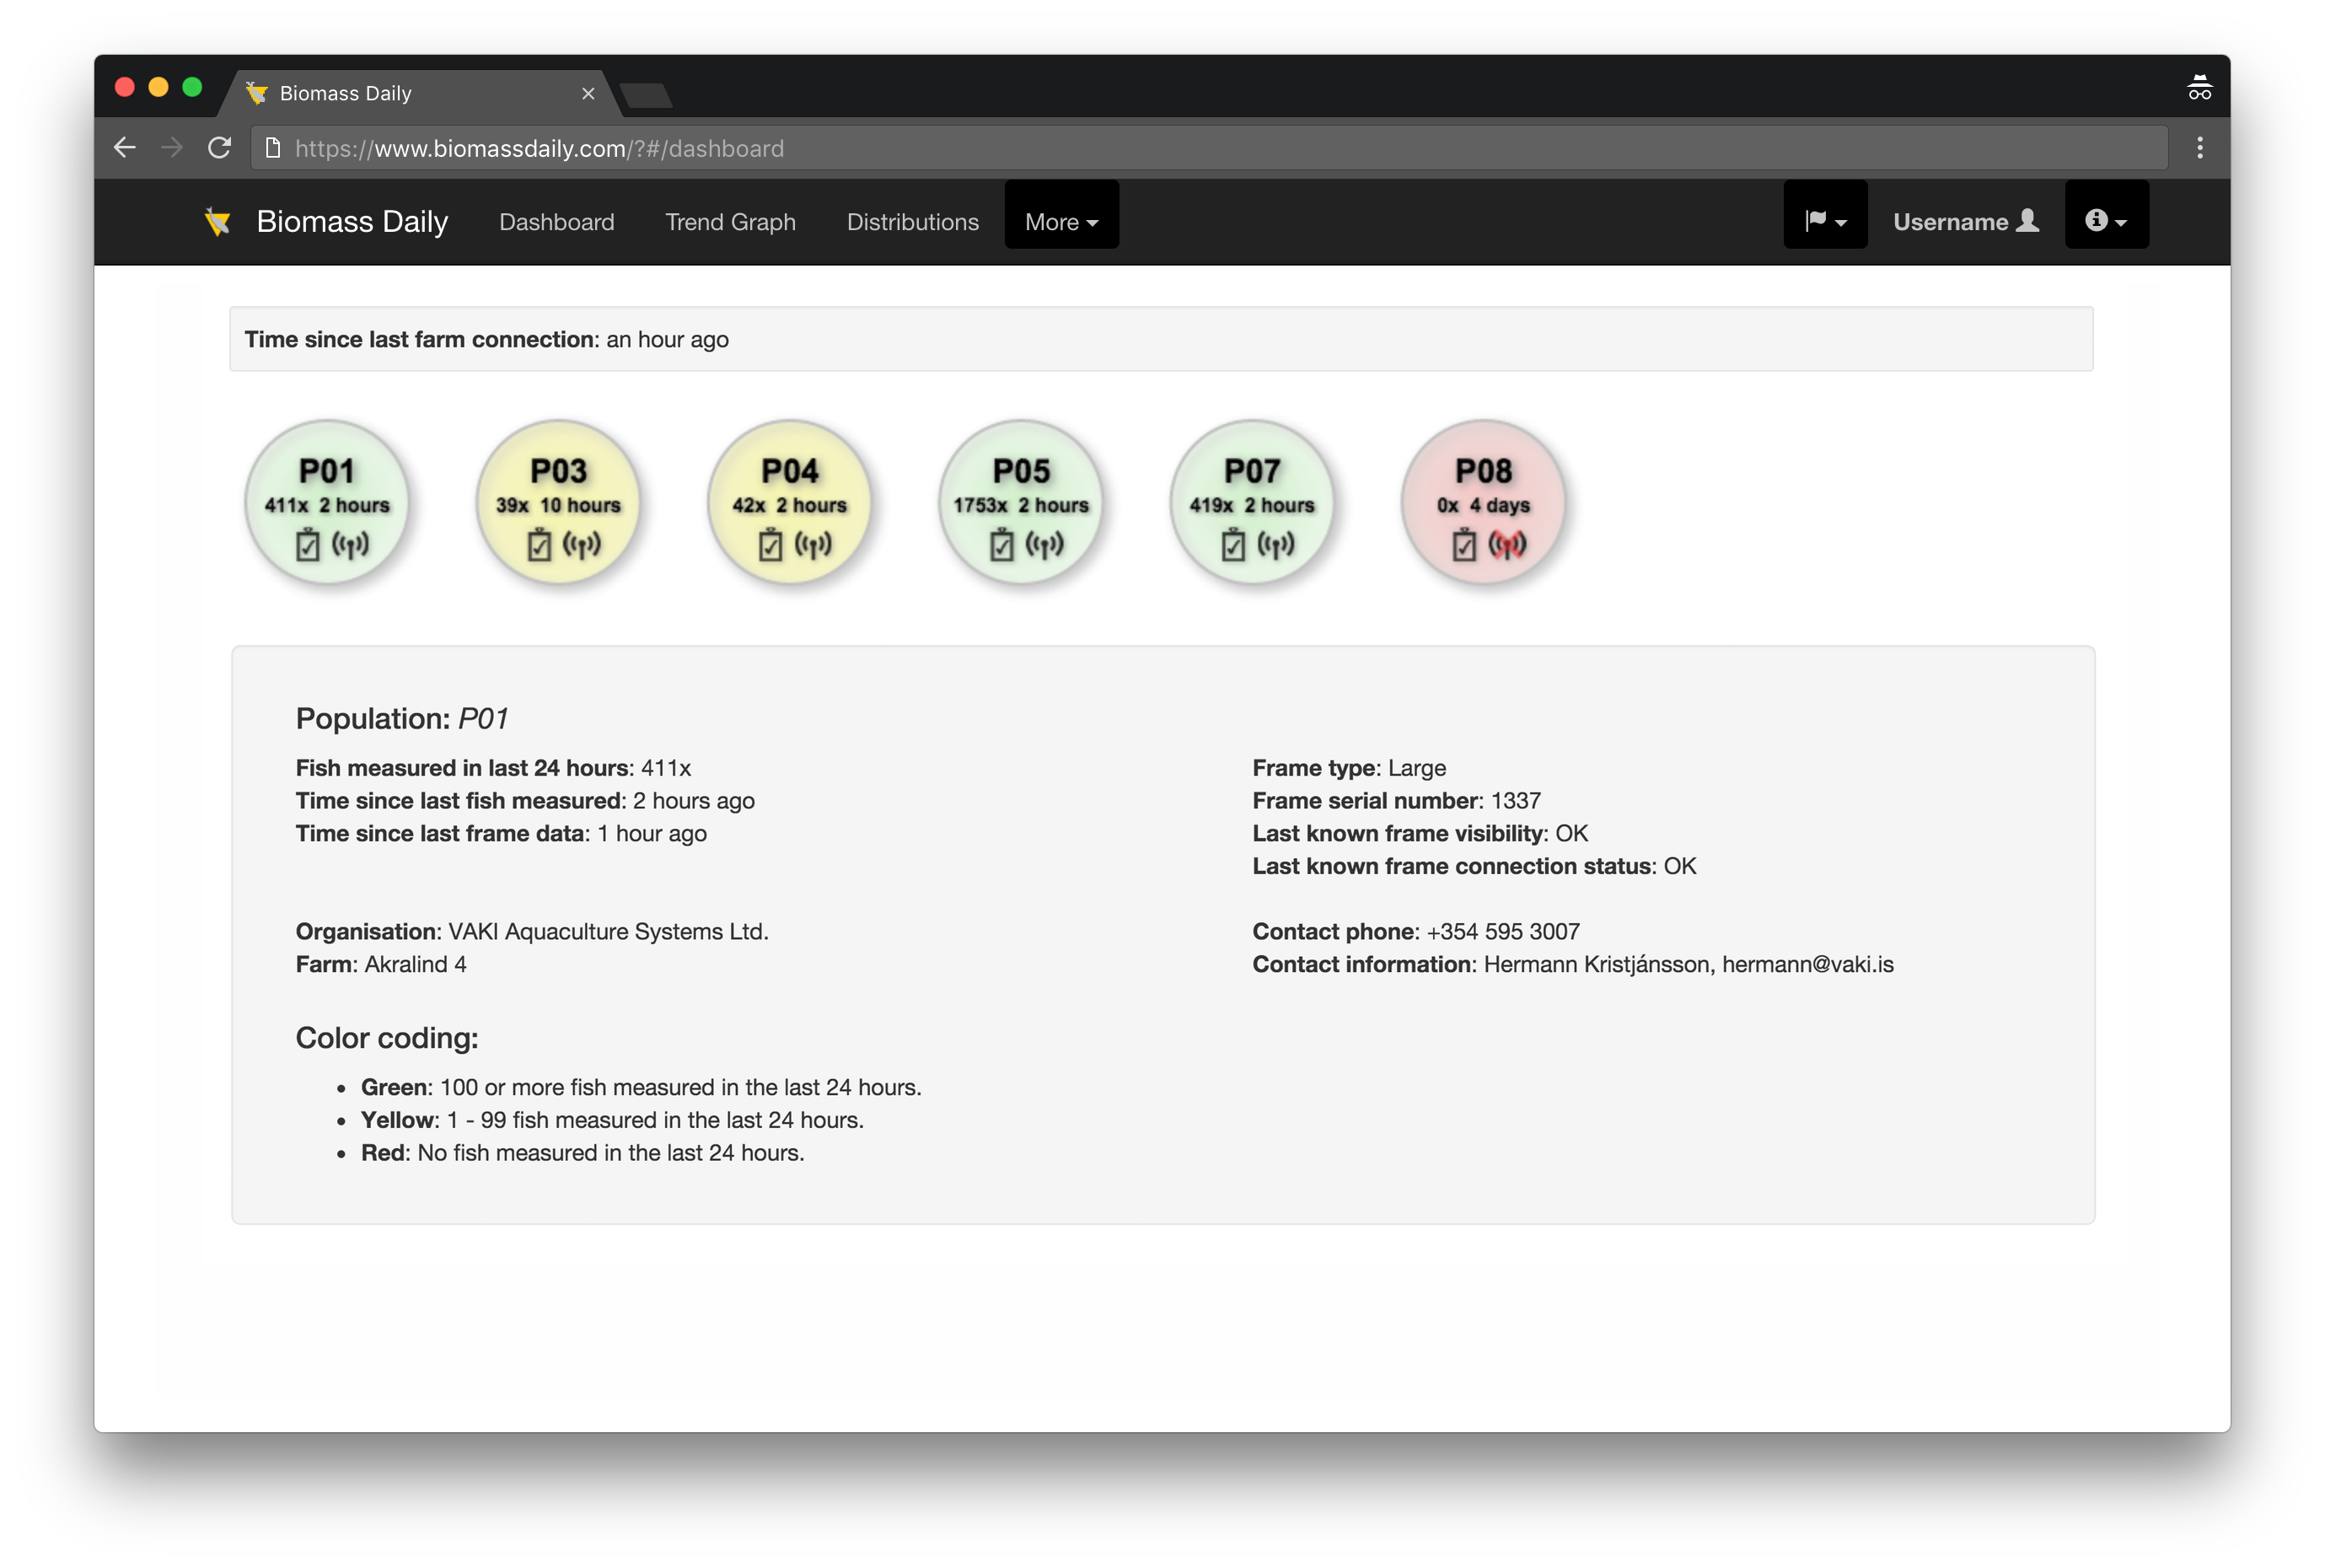 Biomass Daily
https://www.biomassdaily.com/?#/dashboard
Biomass Daily Dashboard Trend Graph Distributions More Username
Time since last farm connection: an hour ago
P01
411x 2 hours
P03
39x 10 hours
P04
42x 2 hours
P05
1753x 2 hours
P07
419x 2 hours
P08
0x 4 days
Population: P01
Fish measured in last 24 hours: 411x
Time since last fish measured: 2 hours ago
Time since last frame data: 1 hour ago
Frame type: Large
Frame serial number: 1337
Last known frame visibility: OK
Last known frame connection status: OK
Organisation: VAKI Aquaculture Systems Ltd.
Farm: Akralind 4
Contact phone: +354 595 3007
Contact information: Hermann Kristjánsson, hermann@vaki.is
Color coding:
• Green: 100 or more fish measured in the last 24 hours.
• Yellow: 1 - 99 fish measured in the last 24 hours.
• Red: No fish measured in the last 24 hours.